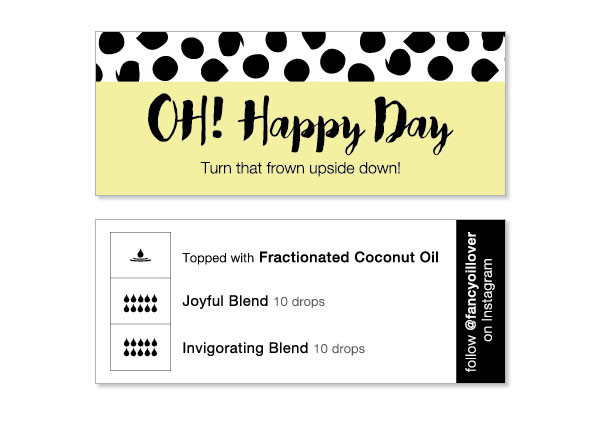 OH! Happy Day
Turn that frown upside down!
Topped with Fractionated Coconut Oil
Joyful Blend 10 drops
Invigorating Blend 10 drops
follow @fancyoillover
on Instagram